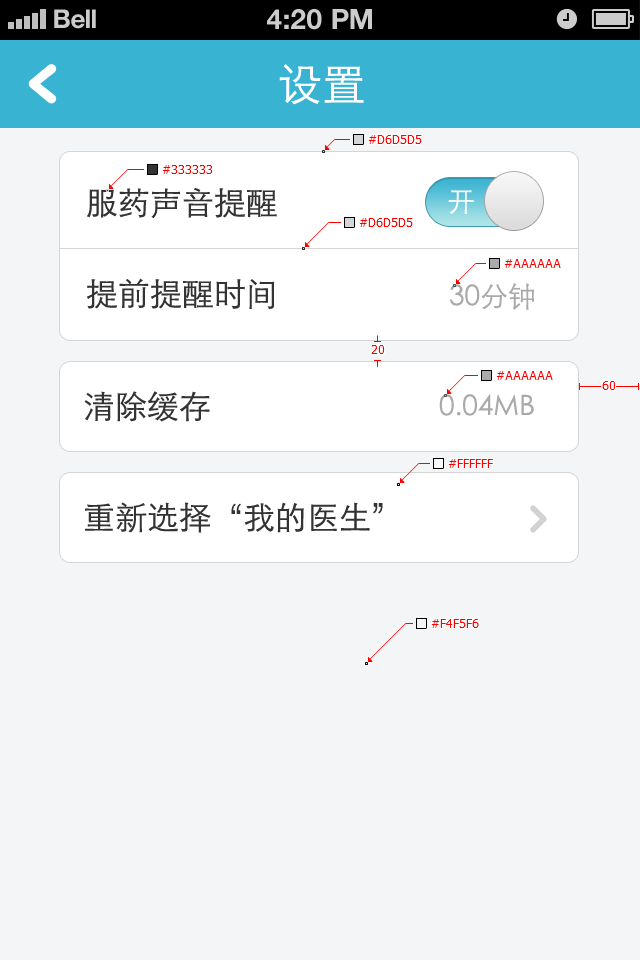 Bell 4:20 PM
设置
#D6D5D5
#333333
服药声音提醒 开
#D6D5D5
#AAAAAA
提前提醒时间 30分钟
20
#AAAAAA
60
清除缓存 0.04MB
#FFFFFF
重新选择“我的医生”
#F4F5F6